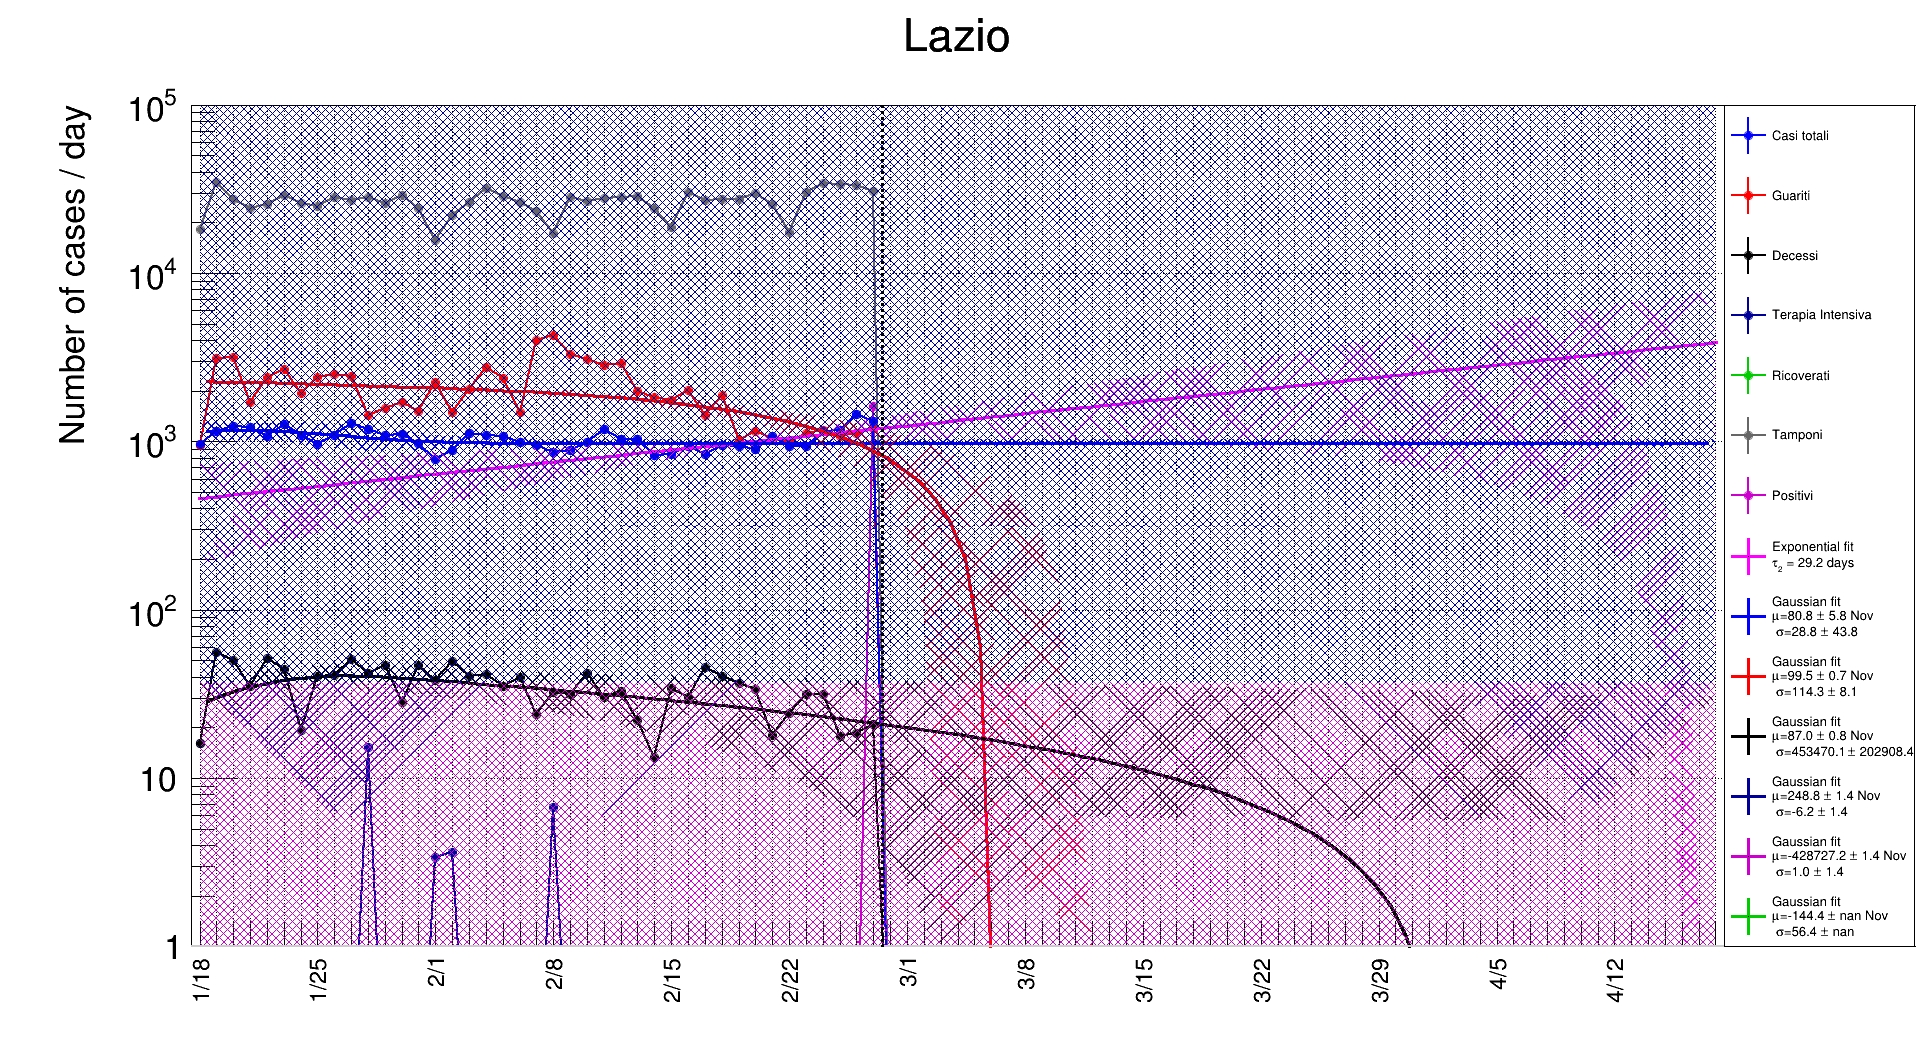 Lazio
Number of cases / day
10^5
10^4
10^3
10^2
10
1
1/18
1/25
2/1
2/8
2/15
2/22
3/1
3/8
3/15
3/22
3/29
4/5
4/12
Casi totali
Guariti
Decessi
Terapia Intensiva
Ricoverati
Tamponi
Positivi
Exponential fit
τ₂ = 29.2 days
Gaussian fit
μ=80.8 ± 5.8 Nov
σ=28.8 ± 43.8
Gaussian fit
μ=99.5 ± 0.7 Nov
σ=114.3 ± 8.1
Gaussian fit
μ=87.0 ± 0.8 Nov
σ=453470.1 ± 202908.4
Gaussian fit
μ=248.8 ± 1.4 Nov
σ=-6.2 ± 1.4
Gaussian fit
μ=-428727.2 ± 1.4 Nov
σ=1.0 ± 1.4
Gaussian fit
μ=-144.4 ± nan Nov
σ=56.4 ± nan